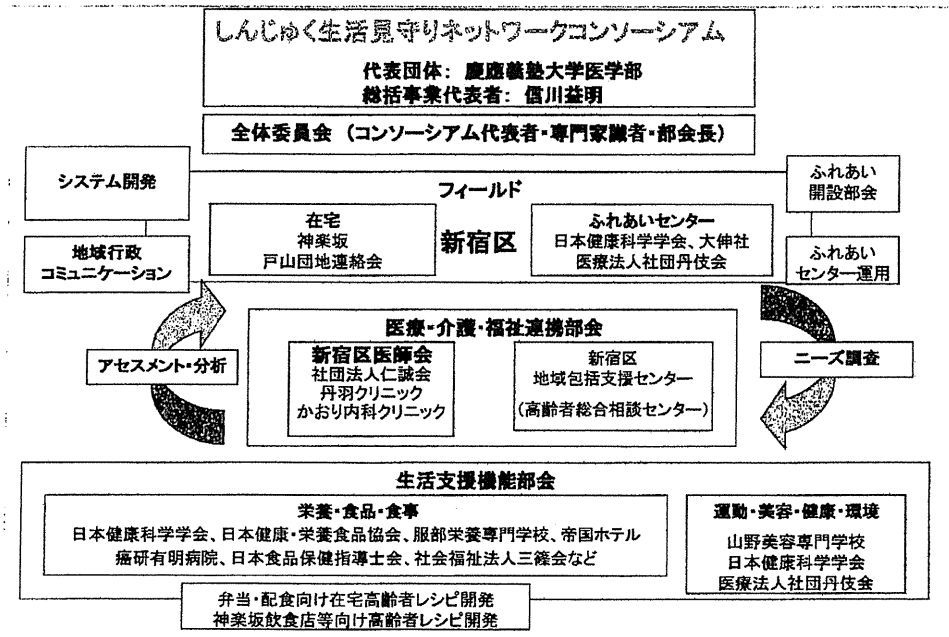 しんじゅく生活見守りネットワークコンソーシアム
代表団体： 慶應義塾大学医学部
総括事業代表者： 信川益明
全体委員会 （コンソーシアム代表者・専門家識者・部会長）
システム開発
地域行政
コミュニケーション
フィールド
在宅
神楽坂
戸山団地連絡会
新宿区
ふれあいセンター
日本健康科学学会、大伸社
医療法人社団丹伎会
ふれあい
開設部会
ふれあい
センター運用
アセスメント・分析
医療・介護・福祉連携部会
新宿区医師会
社団法人仁誠会
丹羽クリニック
かおり内科クリニック
新宿区
地域包括支援センター
（高齢者総合相談センター）
ニーズ調査
生活支援機能部会
栄養・食品・食事
日本健康科学学会、日本健康・栄養食品協会、服部栄養専門学校、帝国ホテル
癌研有明病院、日本食品保健指導士会、社会福祉法人三篠会など
運動・美容・健康・環境
山野美容専門学校
日本健康科学学会
医療法人社団丹伎会
弁当・配食向け在宅高齢者レシピ開発
神楽坂飲食店等向け高齢者レシピ開発